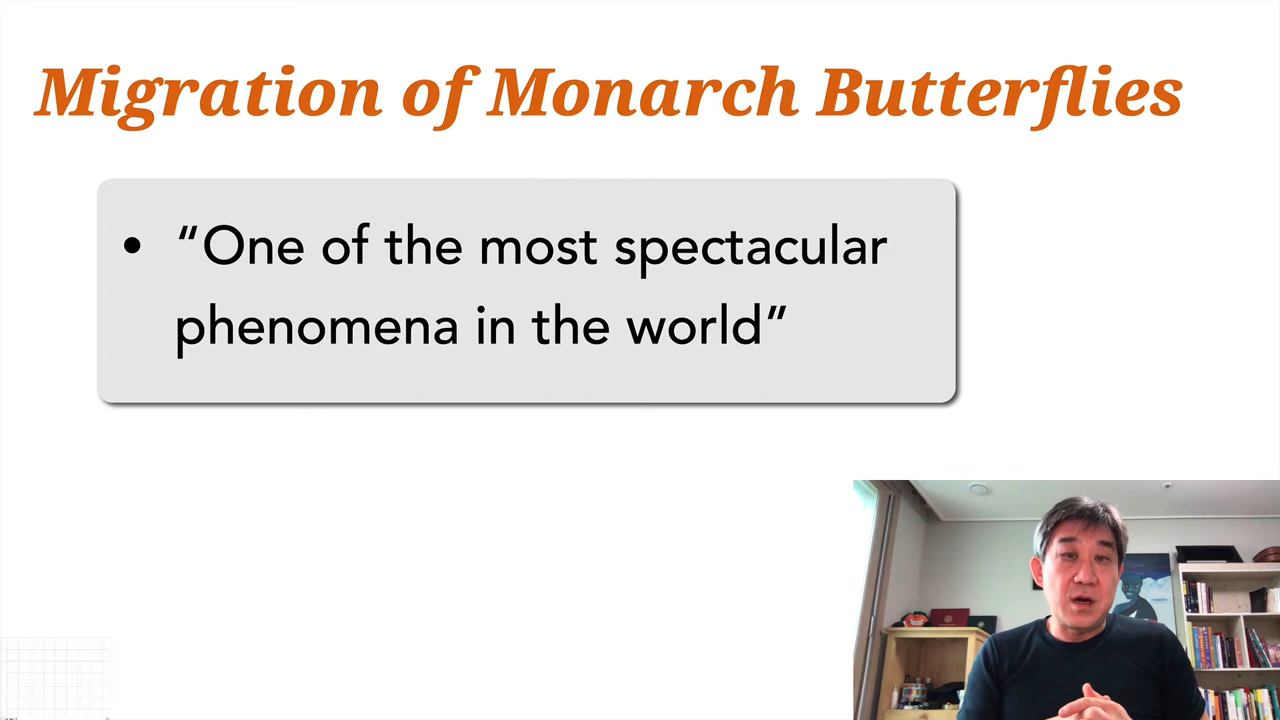 Migration of Monarch Butterflies
• “One of the most spectacular
phenomena in the world”